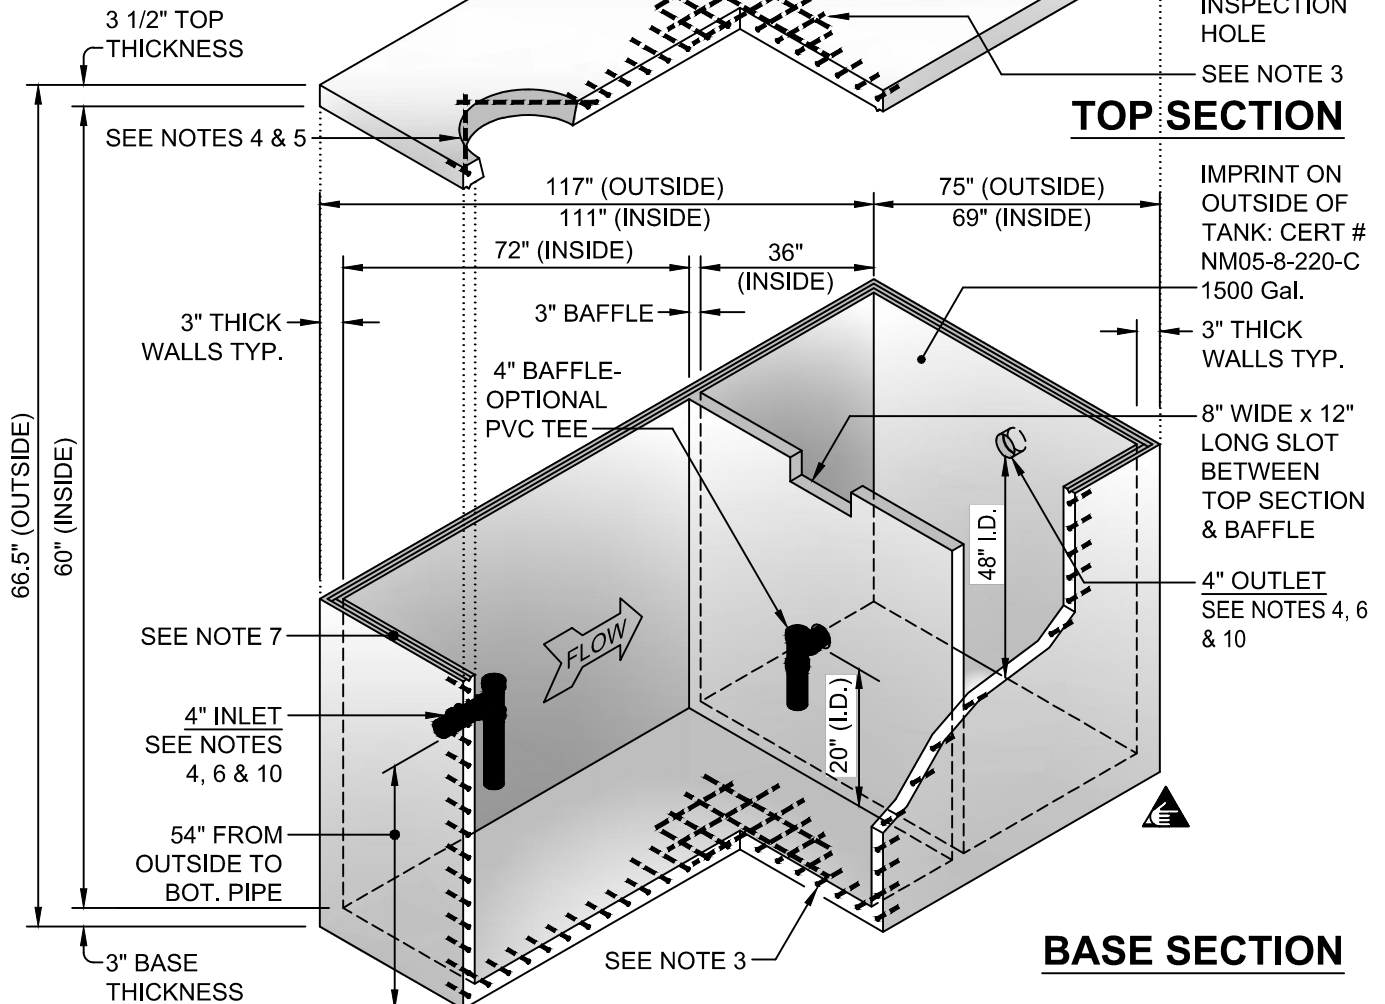 3 1/2" TOP
THICKNESS
INSPECTION
HOLE
SEE NOTE 3
TOP SECTION
SEE NOTES 4 & 5
117" (OUTSIDE)
111" (INSIDE)
75" (OUTSIDE)
69" (INSIDE)
72" (INSIDE)
36"
(INSIDE)
IMPRINT ON
OUTSIDE OF
TANK: CERT #
NM05-8-220-C
1500 Gal.
3" THICK
WALLS TYP.
3" BAFFLE
3" THICK
WALLS TYP.
4" BAFFLE-
OPTIONAL
PVC TEE
8" WIDE x 12"
LONG SLOT
BETWEEN
TOP SECTION
& BAFFLE
66.5" (OUTSIDE)
60" (INSIDE)
48" I.D.
4" OUTLET
SEE NOTES 4, 6
& 10
SEE NOTE 7
FLOW
4" INLET
SEE NOTES
4, 6 & 10
20" (I.D.)
54" FROM
OUTSIDE TO
BOT. PIPE
SEE NOTE 3
BASE SECTION
3" BASE
THICKNESS